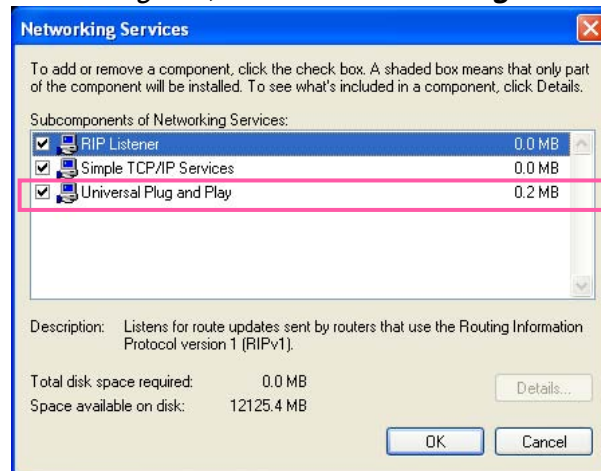 Networking Services
To add or remove a component, click the check box. A shaded box means that only part
of the component will be installed. To see what's included in a component, click Details.
Subcomponents of Networking Services:
RIP Listener 0.0 MB
Simple TCP/IP Services 0.0 MB
Universal Plug and Play 0.2 MB
Description: Listens for route updates sent by routers that use the Routing Information
Protocol version 1 (RIPv1).
Total disk space required: 0.0 MB
Details...
Space available on disk: 12125.4 MB
OK Cancel